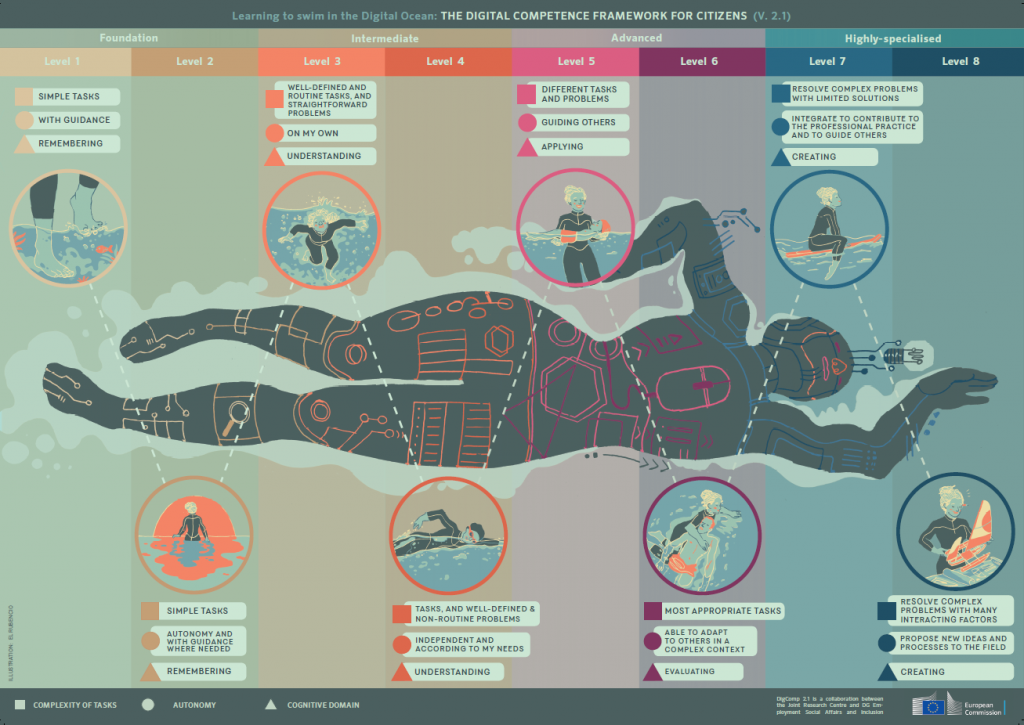 Learning to swim in the Digital Ocean: THE DIGITAL COMPETENCE FRAMEWORK FOR CITIZENS (V. 2.1)
Foundation
Intermediate
Advanced
Highly-specialised
Level 1
Level 2
Level 3
Level 4
Level 5
Level 6
Level 7
Level 8
SIMPLE TASKS
WITH GUIDANCE
REMEMBERING
WELL-DEFINED AND
ROUTINE TASKS, AND
STRAIGHTFORWARD
PROBLEMS
ON MY OWN
UNDERSTANDING
DIFFERENT TASKS
AND PROBLEMS
GUIDING OTHERS
APPLYING
RESOLVE COMPLEX PROBLEMS
WITH LIMITED SOLUTIONS
INTEGRATE TO CONTRIBUTE TO
THE PROFESSIONAL PRACTICE
AND TO GUIDE OTHERS
CREATING
SIMPLE TASKS
AUTONOMY AND
WITH GUIDANCE
WHERE NEEDED
REMEMBERING
TASKS, AND WELL-DEFINED &
NON-ROUTINE PROBLEMS
INDEPENDENT AND
ACCORDING TO MY NEEDS
UNDERSTANDING
MOST APPROPRIATE TASKS
ABLE TO ADAPT
TO OTHERS IN A
COMPLEX CONTEXT
EVALUATING
RESOLVE COMPLEX
PROBLEMS WITH MANY
INTERACTING FACTORS
PROPOSE NEW IDEAS AND
PROCESSES TO THE FIELD
CREATING
ILLUSTRATION: EL RUBENCIO
COMPLEXITY OF TASKS
AUTONOMY
COGNITIVE DOMAIN
DigComp 2.1 is a collaboration between
the Joint Research Centre and DG Em-
ployment Social Affairs and Inclusion
European
Commission